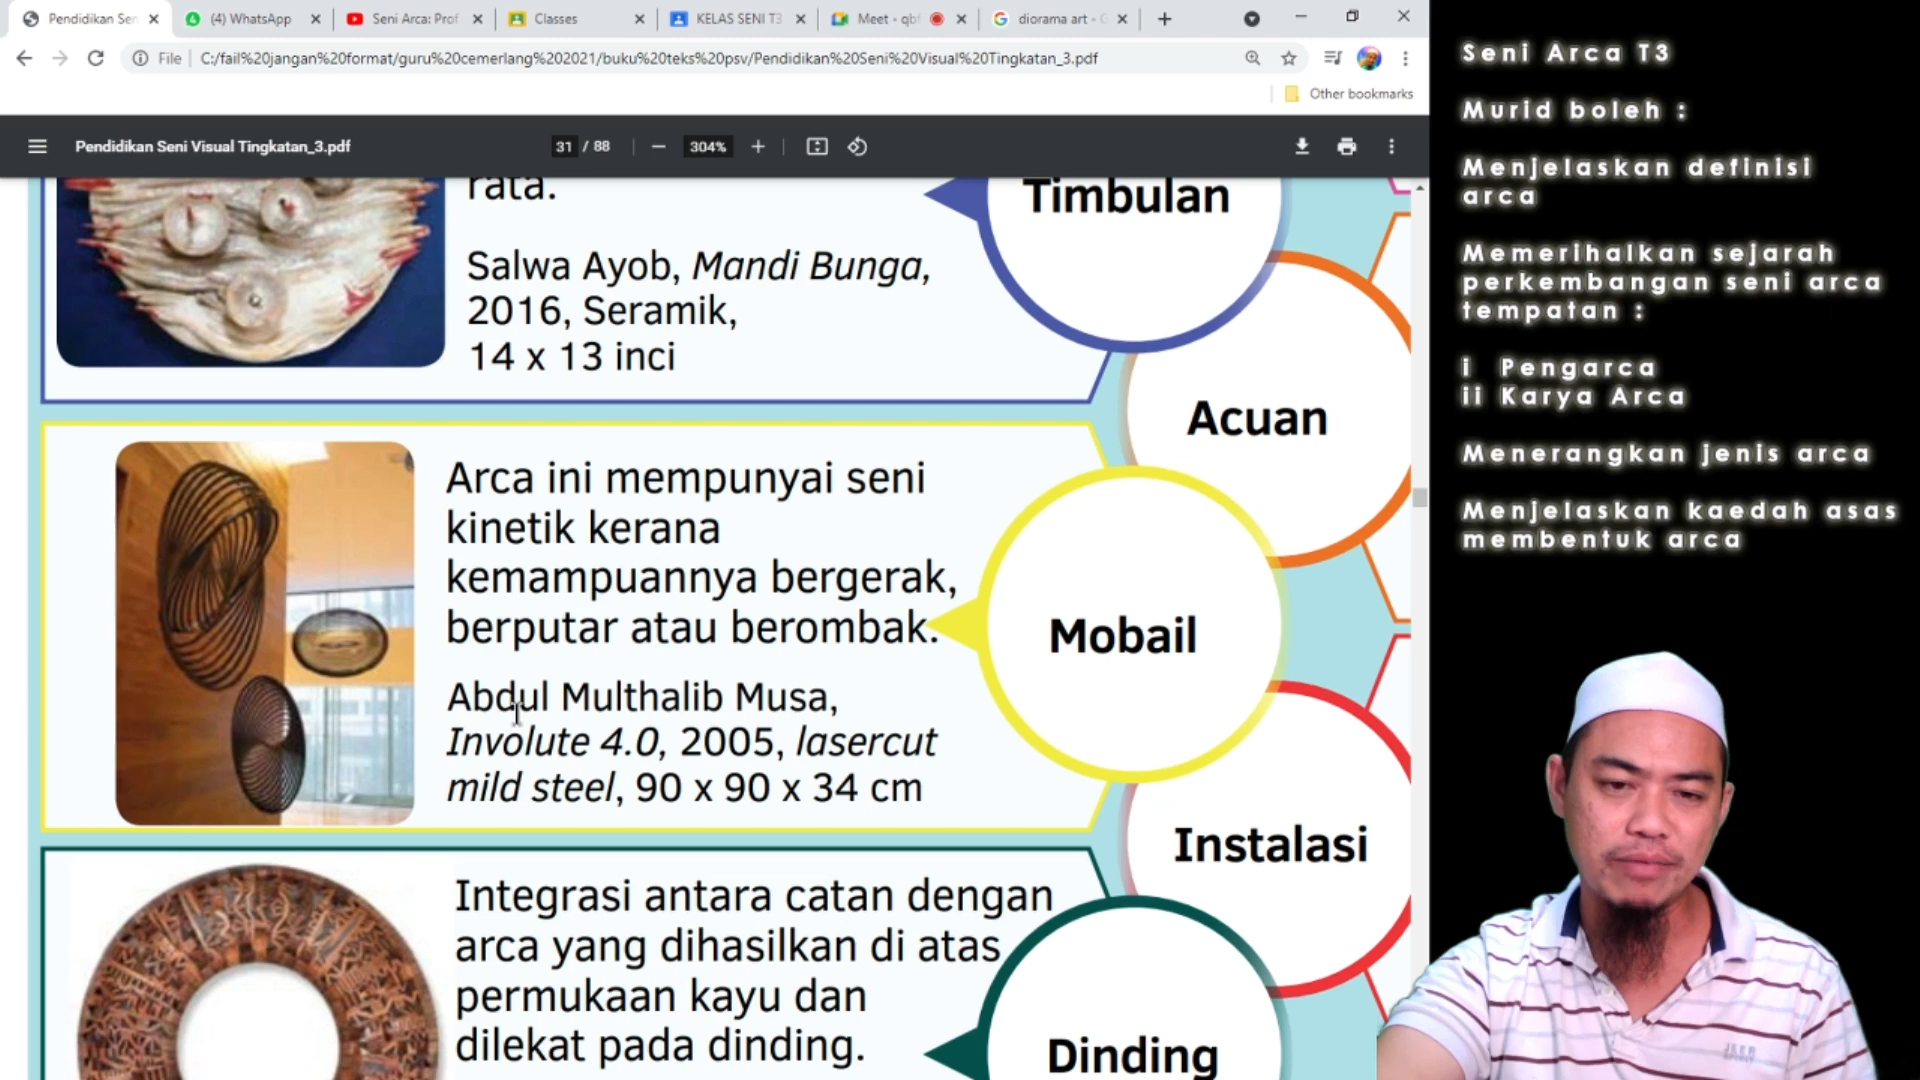 Pendidikan Sen
(4) WhatsApp
Seni Arca: Prof
Classes
KELAS SENI T3
Meet - qbf
diorama art - G
File
C:/fail%20jangan%20format/guru%20cemerlang%202021/buku%20teks%20psv/Pendidikan%20Seni%20Visual%20Tingkatan_3.pdf
Other bookmarks
Pendidikan Seni Visual Tingkatan_3.pdf
31 / 88
304%
rata.
Salwa Ayob, Mandi Bunga,
2016, Seramik,
14 x 13 inci
Timbulan
Acuan
Arca ini mempunyai seni
kinetik kerana
kemampuannya bergerak,
berputar atau berombak.
Abdul Multhalib Musa,
Involute 4.0, 2005, lasercut
mild steel, 90 x 90 x 34 cm
Mobail
Instalasi
Integrasi antara catan dengan
arca yang dihasilkan di atas
permukaan kayu dan
dilekat pada dinding.
Dinding
Seni Arca T3
Murid boleh :
Menjelaskan definisi
arca
Memerihalkan sejarah
perkembangan seni arca
tempatan :
i Pengarca
ii Karya Arca
Menerangkan jenis arca
Menjelaskan kaedah asas
membentuk arca